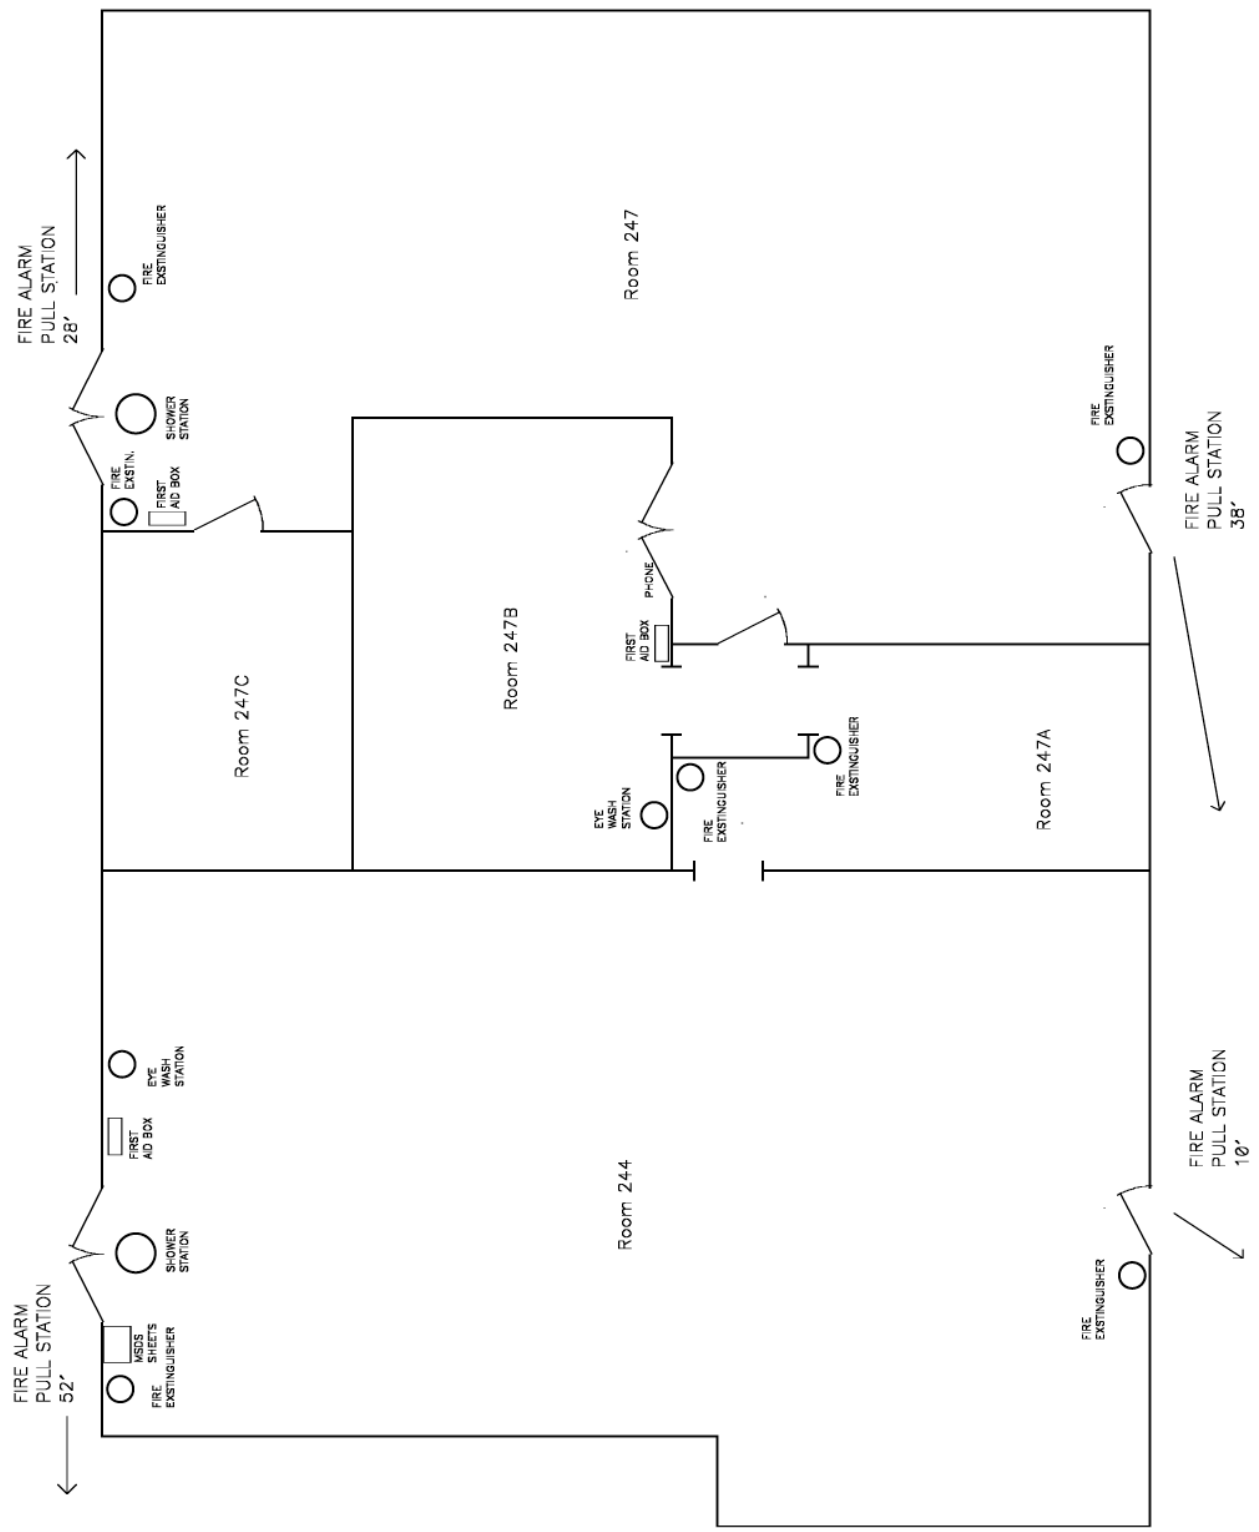 FIRE ALARM
PULL STATION
28'
FIRE
EXSTINGUISHER
SHOWER
STATION
FIRE
EXSTIN.
FIRST
AID BOX
Room 247
FIRE
EXSTINGUISHER
FIRE ALARM
PULL STATION
38'
Room 247C
Room 247B
PHONE
FIRST
AID BOX
EYE
WASH
STATION
FIRE
EXSTINGUISHER
FIRE
EXSTINGUISHER
Room 247A
EYE
WASH
STATION
FIRST
AID BOX
SHOWER
STATION
MSDS
SHEETS
FIRE
EXSTINGUISHER
FIRE ALARM
PULL STATION
52'
Room 244
FIRE
EXSTINGUISHER
FIRE ALARM
PULL STATION
10'